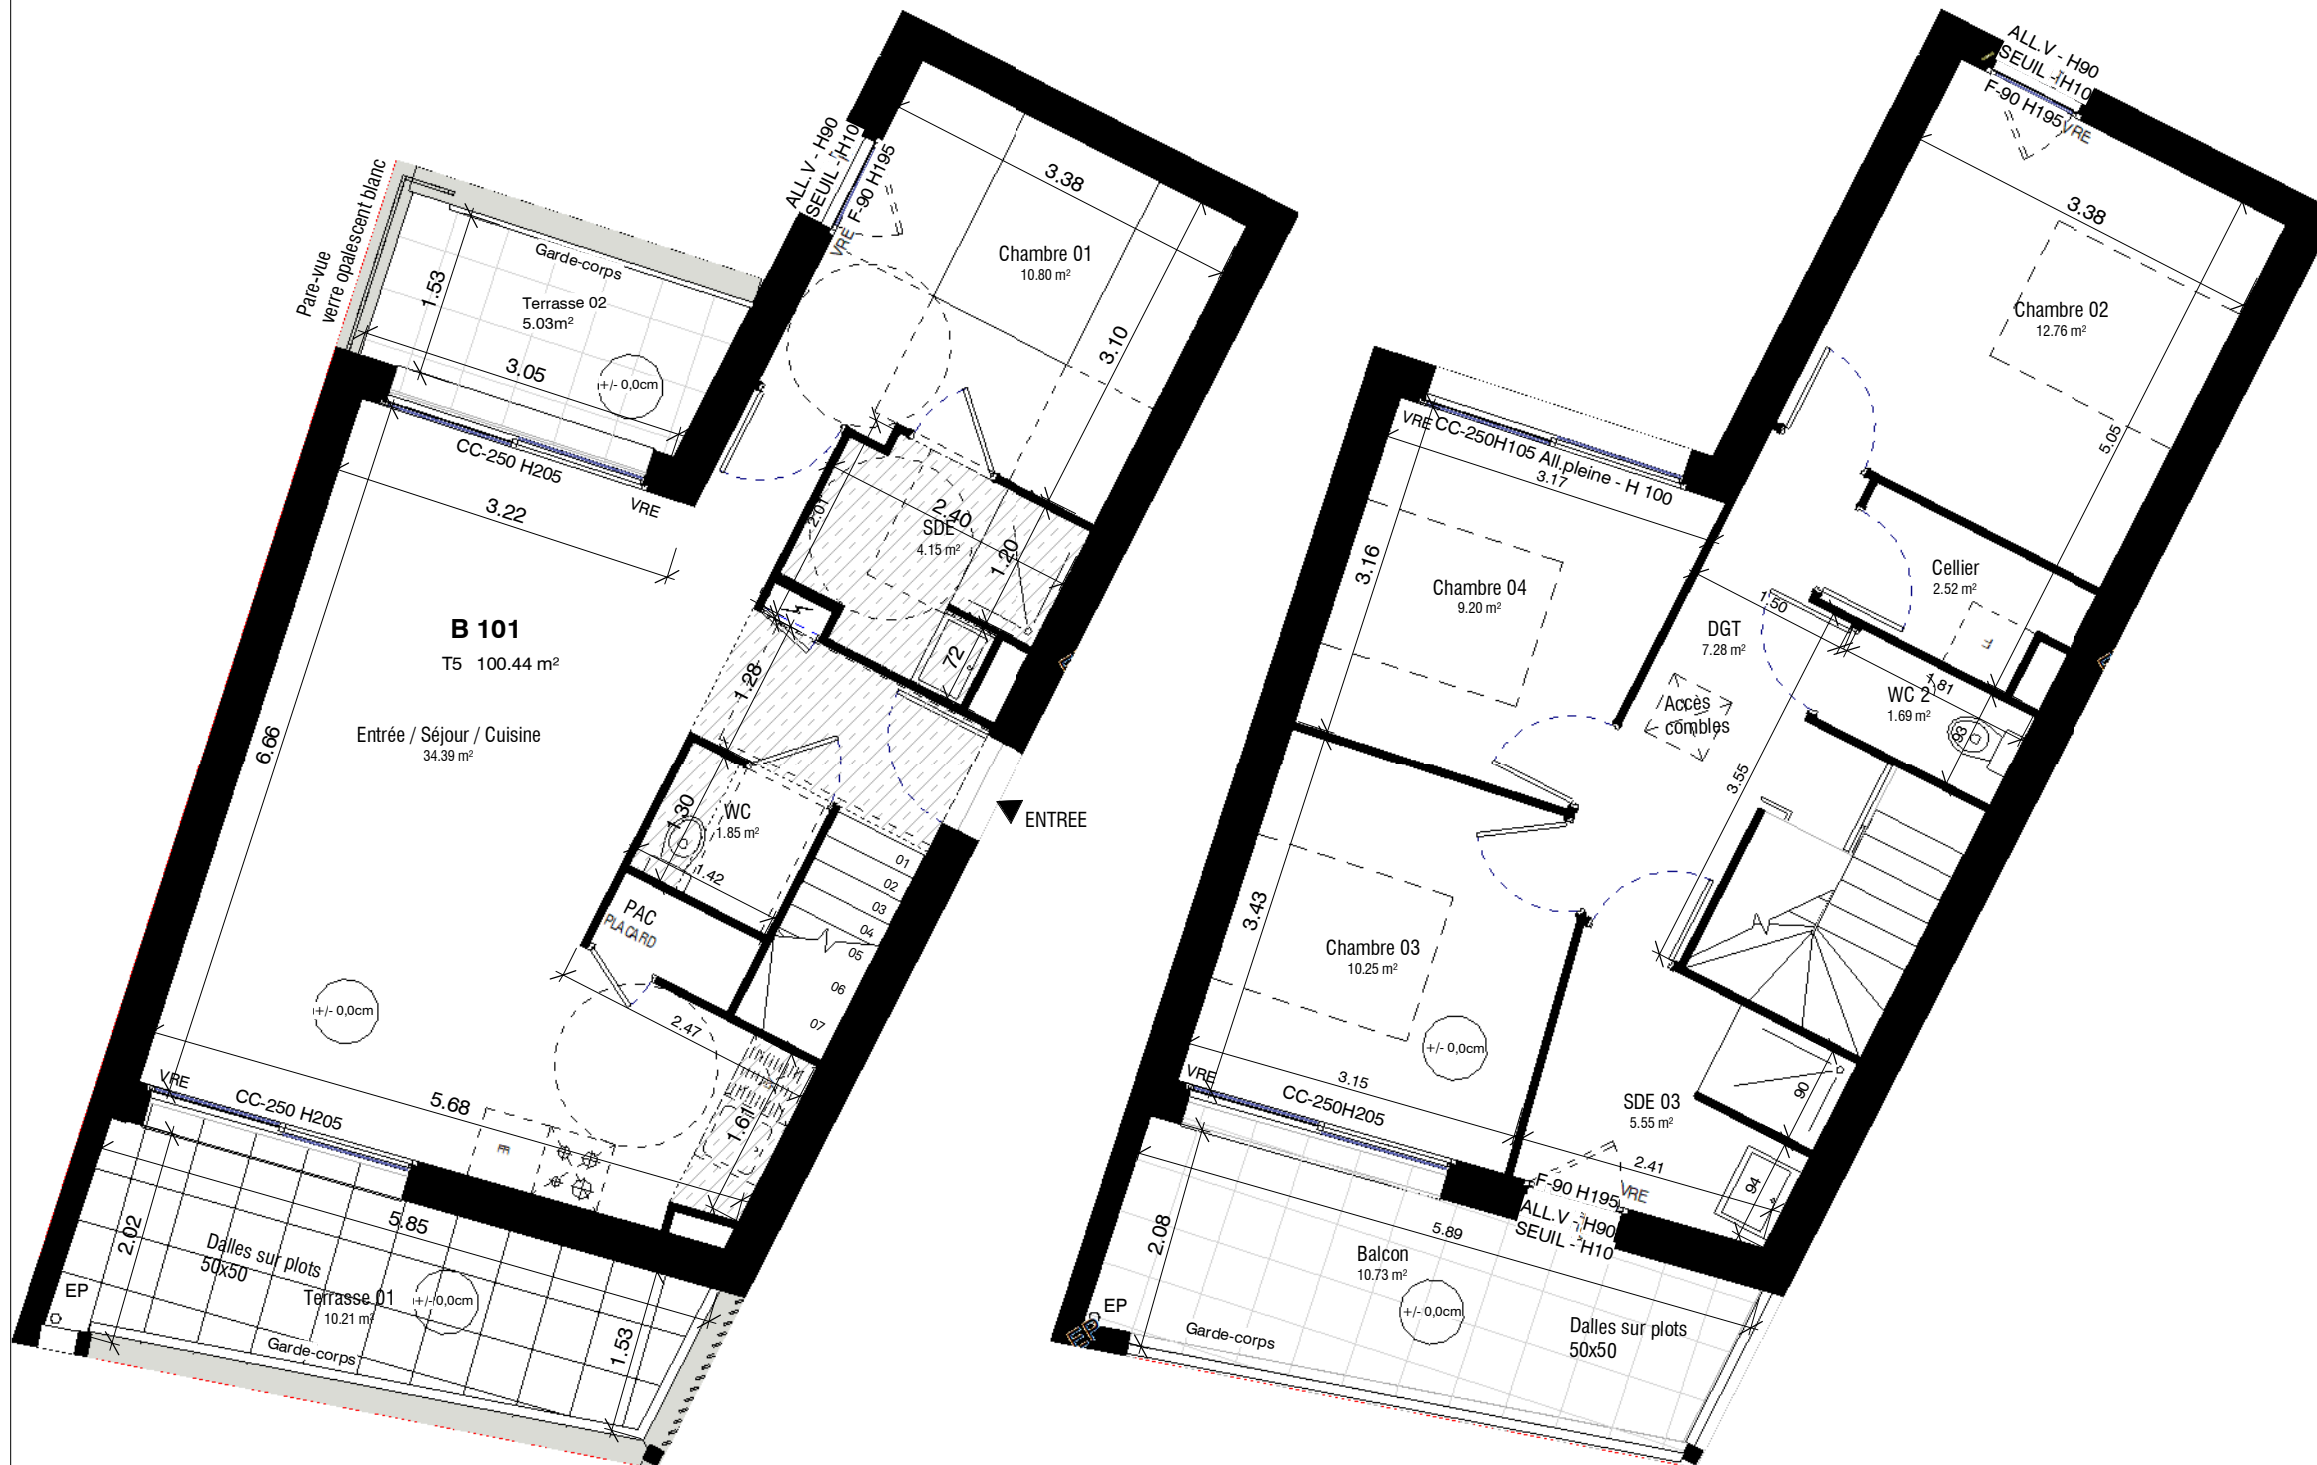 ALL.V - H90
SEUIL - H10
F-90 H195
VRE
Pare-vue
verre opalescent blanc
Garde-corps
1.53
Terrasse 02
5.03m²
3.05
+/- 0,0cm
CC-250 H205
VRE
3.22
3.38
Chambre 01
10.80 m²
3.10
2.01
2.40
SDE
4.15 m²
1.20
72
1.28
B 101
T5 100.44 m²
Entrée / Séjour / Cuisine
34.39 m²
6.66
1.30
WC
1.85 m²
1.42
ENTREE
01
02
03
04
05
06
07
PAC
PLACARD
2.47
+/- 0,0cm
VRE
CC-250 H205
5.68
1.61
5.85
2.02
Dalles sur plots
50x50
Terrasse 01
10.21 m²
+/- 0,0cm
EP
Garde-corps
1.53
ALL.V - H90
SEUIL - H10
F-90 H195
VRE
3.38
Chambre 02
12.76 m²
5.05
VRE
CC-250H105 All.pleine - H 100
3.17
3.16
Chambre 04
9.20 m²
Cellier
2.52 m²
1.50
DGT
7.28 m²
1.81
WC 2
1.69 m²
93
Accès
combles
3.55
3.43
Chambre 03
10.25 m²
+/- 0,0cm
VRE
3.15
CC-250H205
90
SDE 03
5.55 m²
2.41
94
F-90 H195
VRE
ALL.V - H90
SEUIL - H10
2.08
5.89
Balcon
10.73 m²
+/- 0,0cm
EP
EP
Garde-corps
Dalles sur plots
50x50